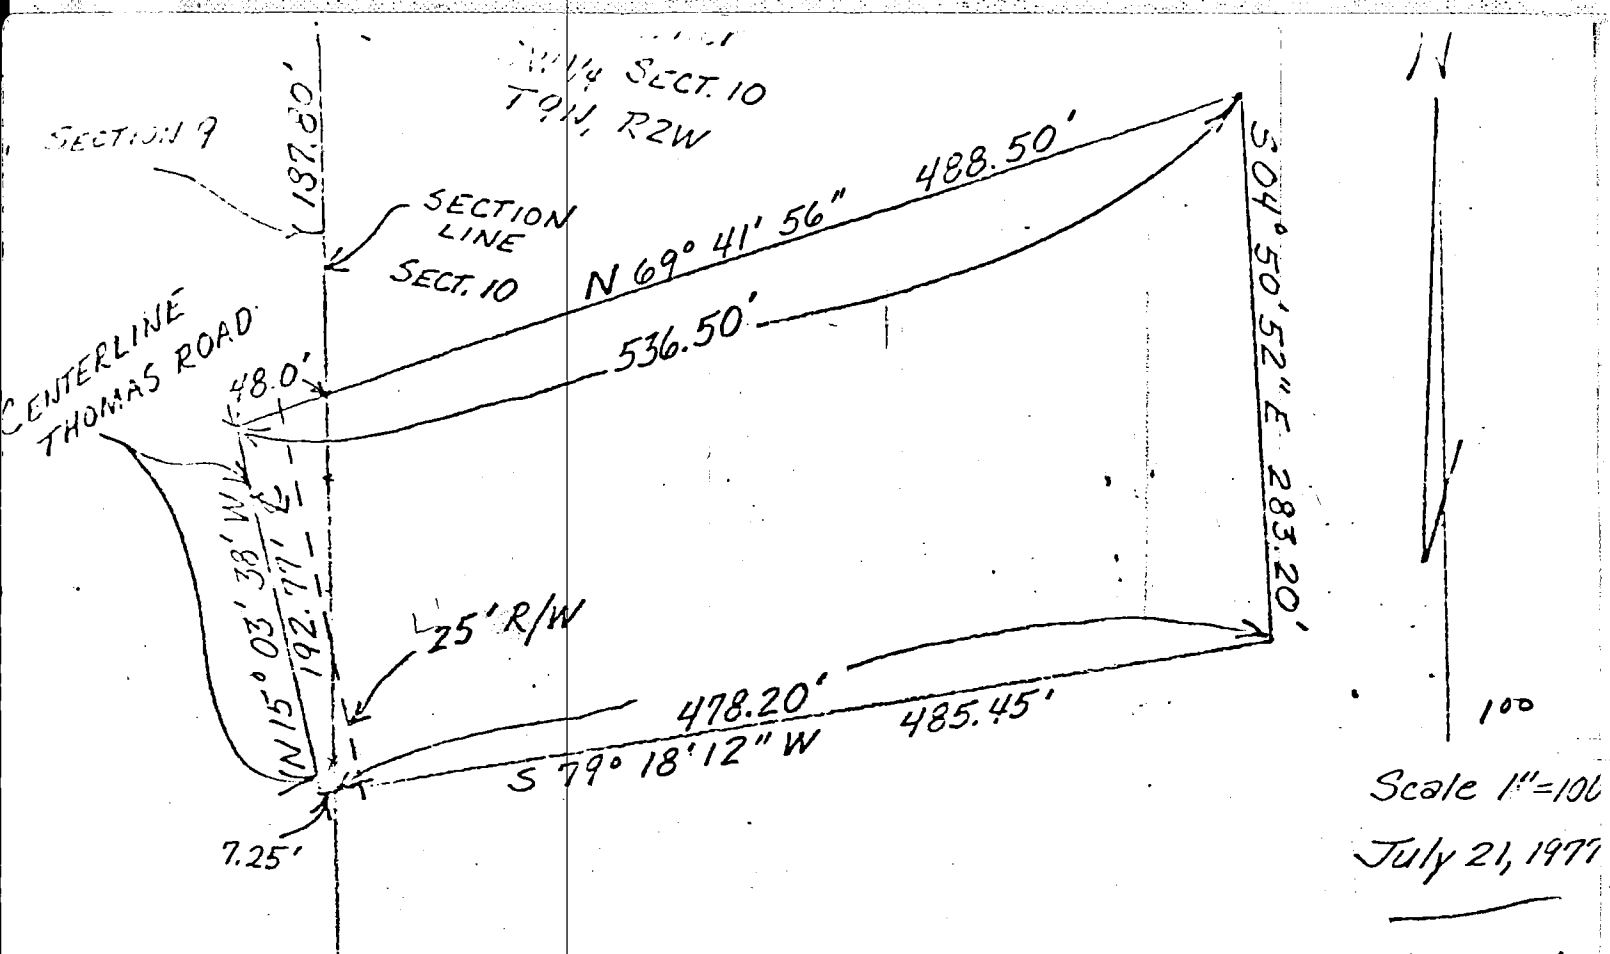 N
1/4 SECT. 10
T9N, R2W
SECTION 9
187.80'
SECTION
LINE
SECT. 10
488.50'
N 69° 41' 56"
536.50'
S 04° 50' 52" E 283.20'
CENTERLINE
THOMAS ROAD
48.0'
N 15° 03' 38" W
192.77'
25' R/W
478.20'
485.45'
S 79° 18' 12" W
7.25'
100
Scale 1"=100
July 21, 1977